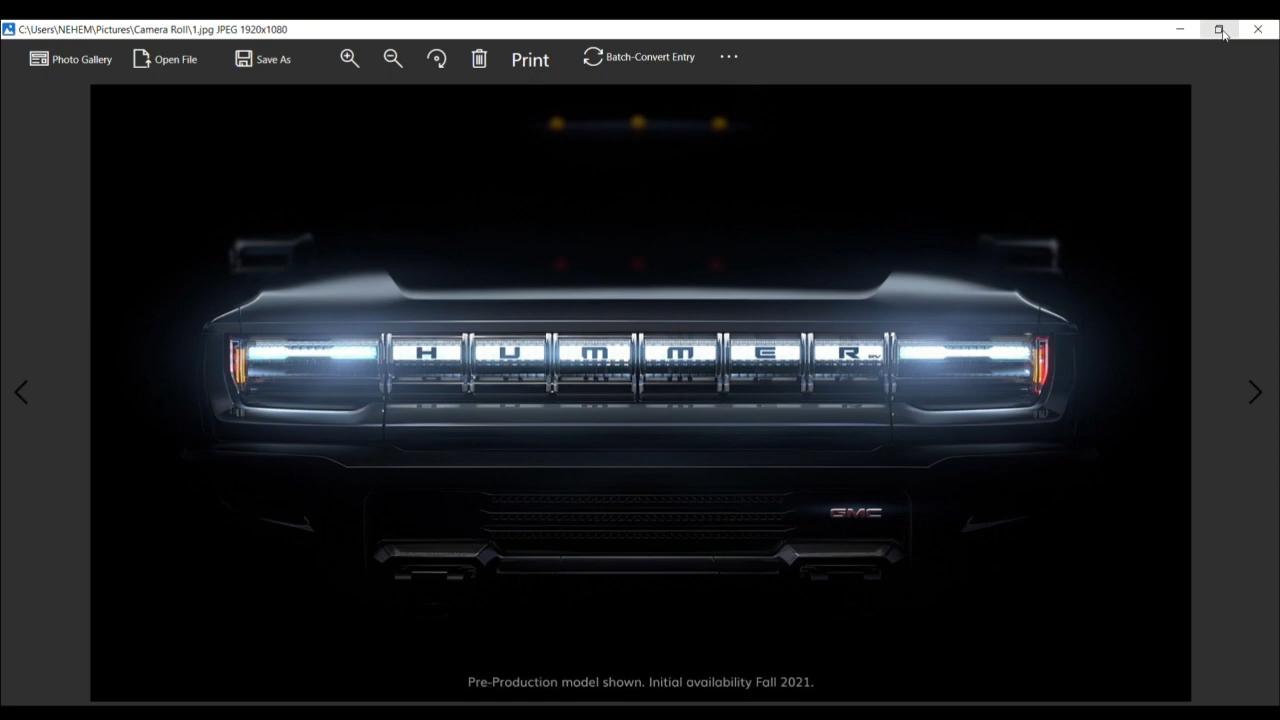 C:\Users\NEHEM\Pictures\Camera Roll\1.jpg JPEG 1920x1080
Photo Gallery
Open File
Save As
Print
Batch-Convert Entry
HUMMER EV
GMC
Pre-Production model shown. Initial availability Fall 2021.